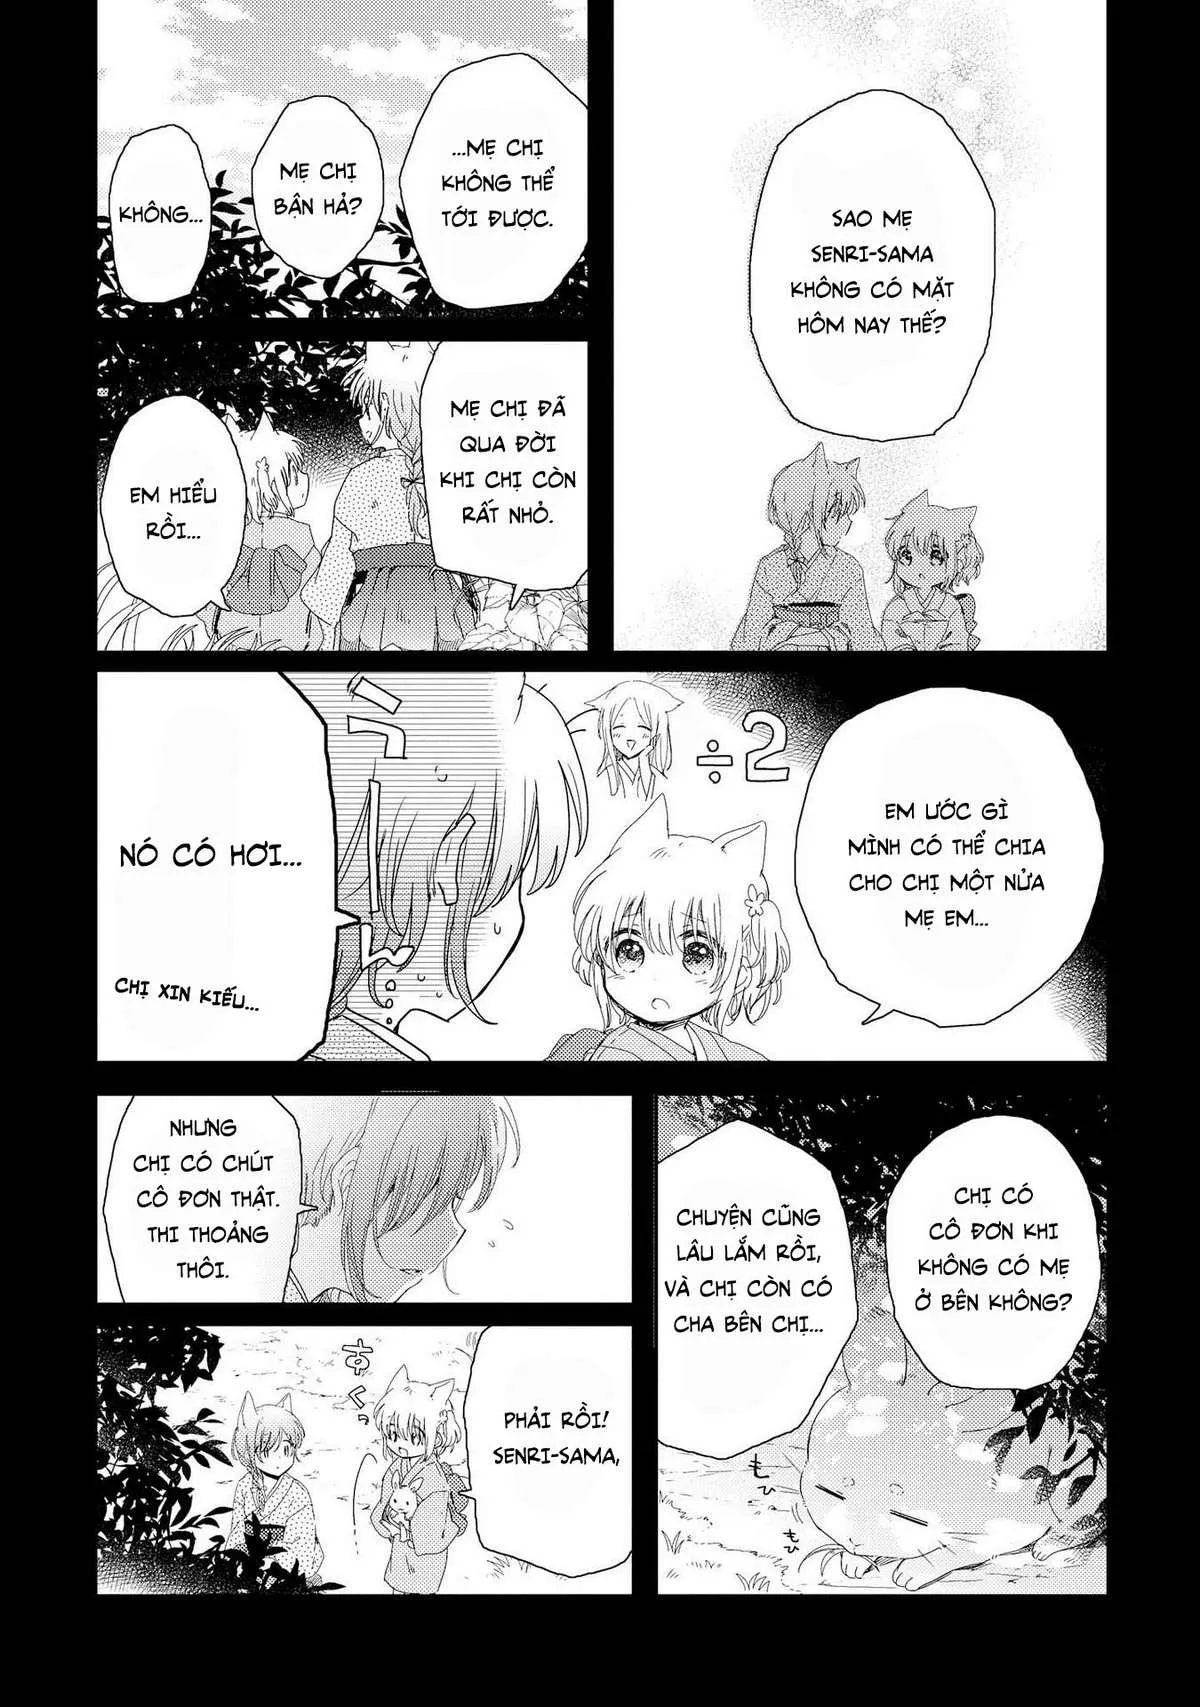 SAO MẸ
SENRI-SAMA
KHÔNG CÓ MẶT
HÔM NAY THẾ?
...MẸ CHỊ
KHÔNG THỂ
TỚI ĐƯỢC.
MẸ CHỊ
BẬN HẢ?
KHÔNG...
MẸ CHỊ ĐÃ
QUA ĐỜI
KHI CHỊ CÒN
RẤT NHỎ.
EM HIỂU
RỒI...
÷2
EM ƯỚC GÌ
MÌNH CÓ THỂ CHIA
CHO CHỊ MỘT NỬA
MẸ EM...
NÓ CÓ HƠI...
CHỊ XIN KIẾU...
CHỊ CÓ
CÔ ĐƠN KHI
KHÔNG CÓ MẸ
Ở BÊN KHÔNG?
CHUYỆN CŨNG
LÂU LẮM RỒI,
VÀ CHỊ CÒN CÓ
CHA BÊN CHỊ...
もひ
もひ
NHƯNG
CHỊ CÓ CHÚT
CÔ ĐƠN THẬT.
THI THOẢNG
THÔI.
PHẢI RỒI!
SENRI-SAMA,